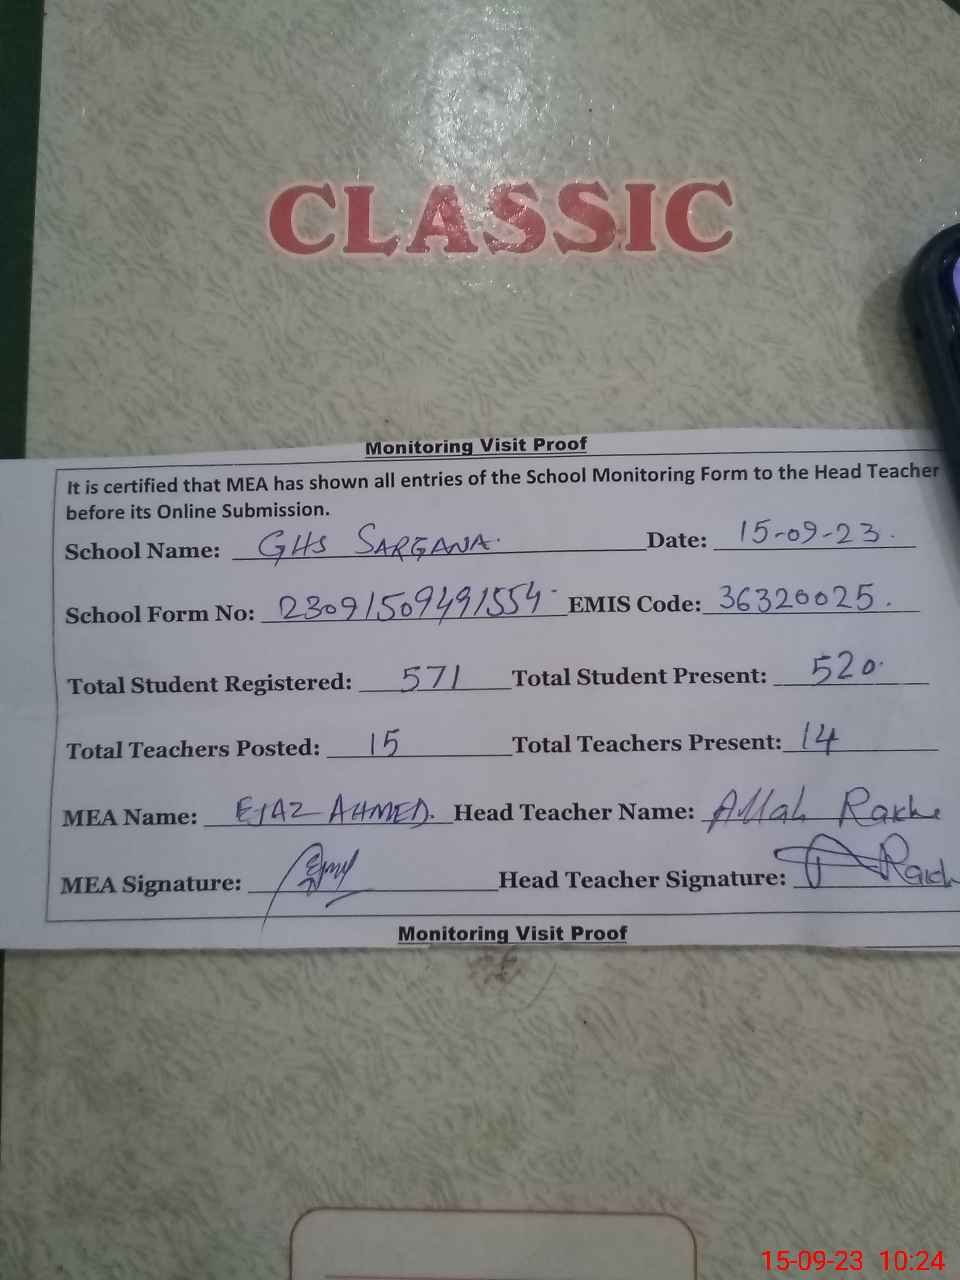 CLASSIC
Monitoring Visit Proof
It is certified that MEA has shown all entries of the School Monitoring Form to the Head Teacher
before its Online Submission.
School Name: GHS SARGANA. Date: 15-09-23.
School Form No: 23091509491554 EMIS Code: 36320025.
Total Student Registered: 571 Total Student Present: 520
Total Teachers Posted: 15 Total Teachers Present: 14
MEA Name: EJAZ AHMED. Head Teacher Name: Allah Rakha
MEA Signature: Head Teacher Signature:
Monitoring Visit Proof
15-09-23 10:24